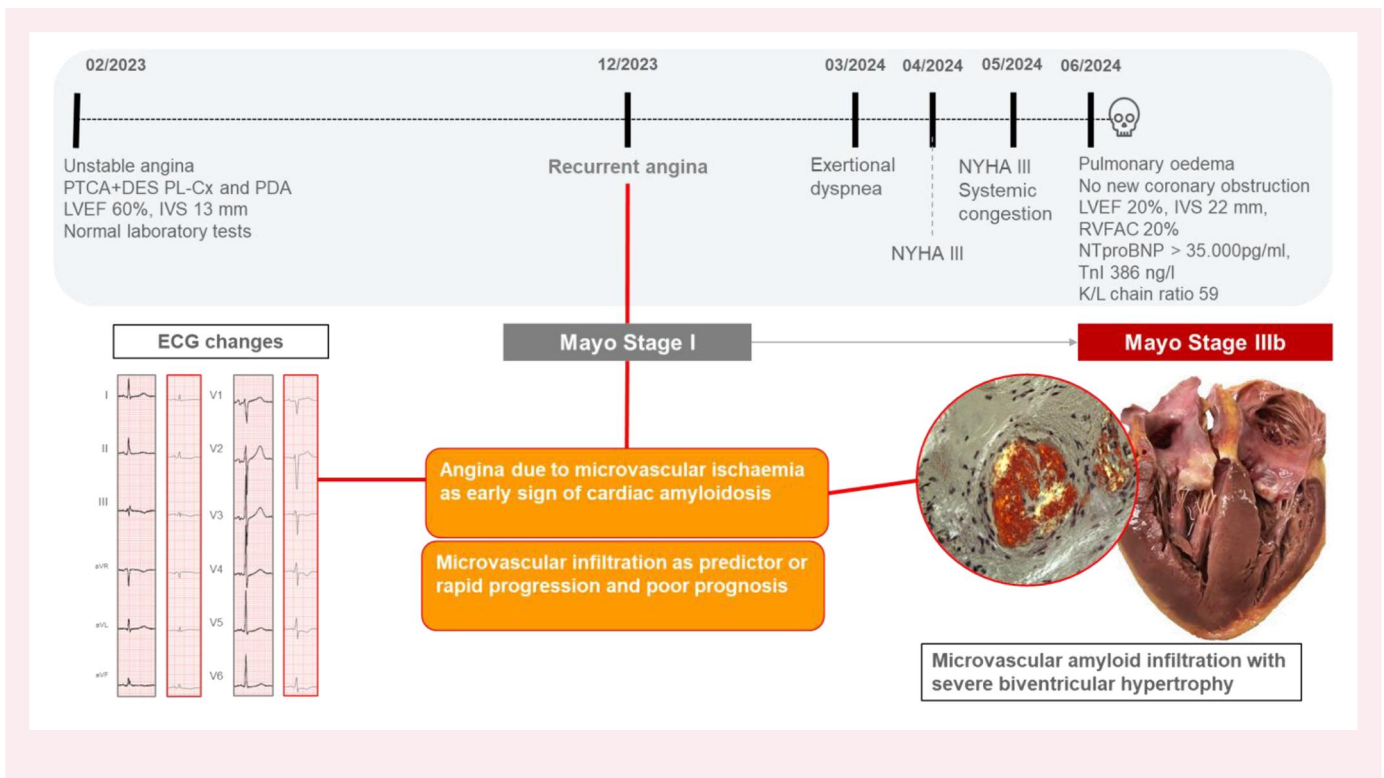 02/2023
12/2023
03/2024
04/2024
05/2024
06/2024
Unstable angina
PTCA+DES PL-Cx and PDA
LVEF 60%, IVS 13 mm
Normal laboratory tests
Recurrent angina
Exertional
dyspnea
NYHA III
NYHA III
Systemic
congestion
Pulmonary oedema
No new coronary obstruction
LVEF 20%, IVS 22 mm,
RVFAC 20%
NTproBNP > 35.000pg/ml,
TnI 386 ng/l
K/L chain ratio 59
ECG changes
Mayo Stage I
Mayo Stage IIIb
I
II
III
aVR
aVL
aVF
V1
V2
V3
V4
V5
V6
Angina due to microvascular ischaemia
as early sign of cardiac amyloidosis
Microvascular infiltration as predictor or
rapid progression and poor prognosis
Microvascular amyloid infiltration with
severe biventricular hypertrophy